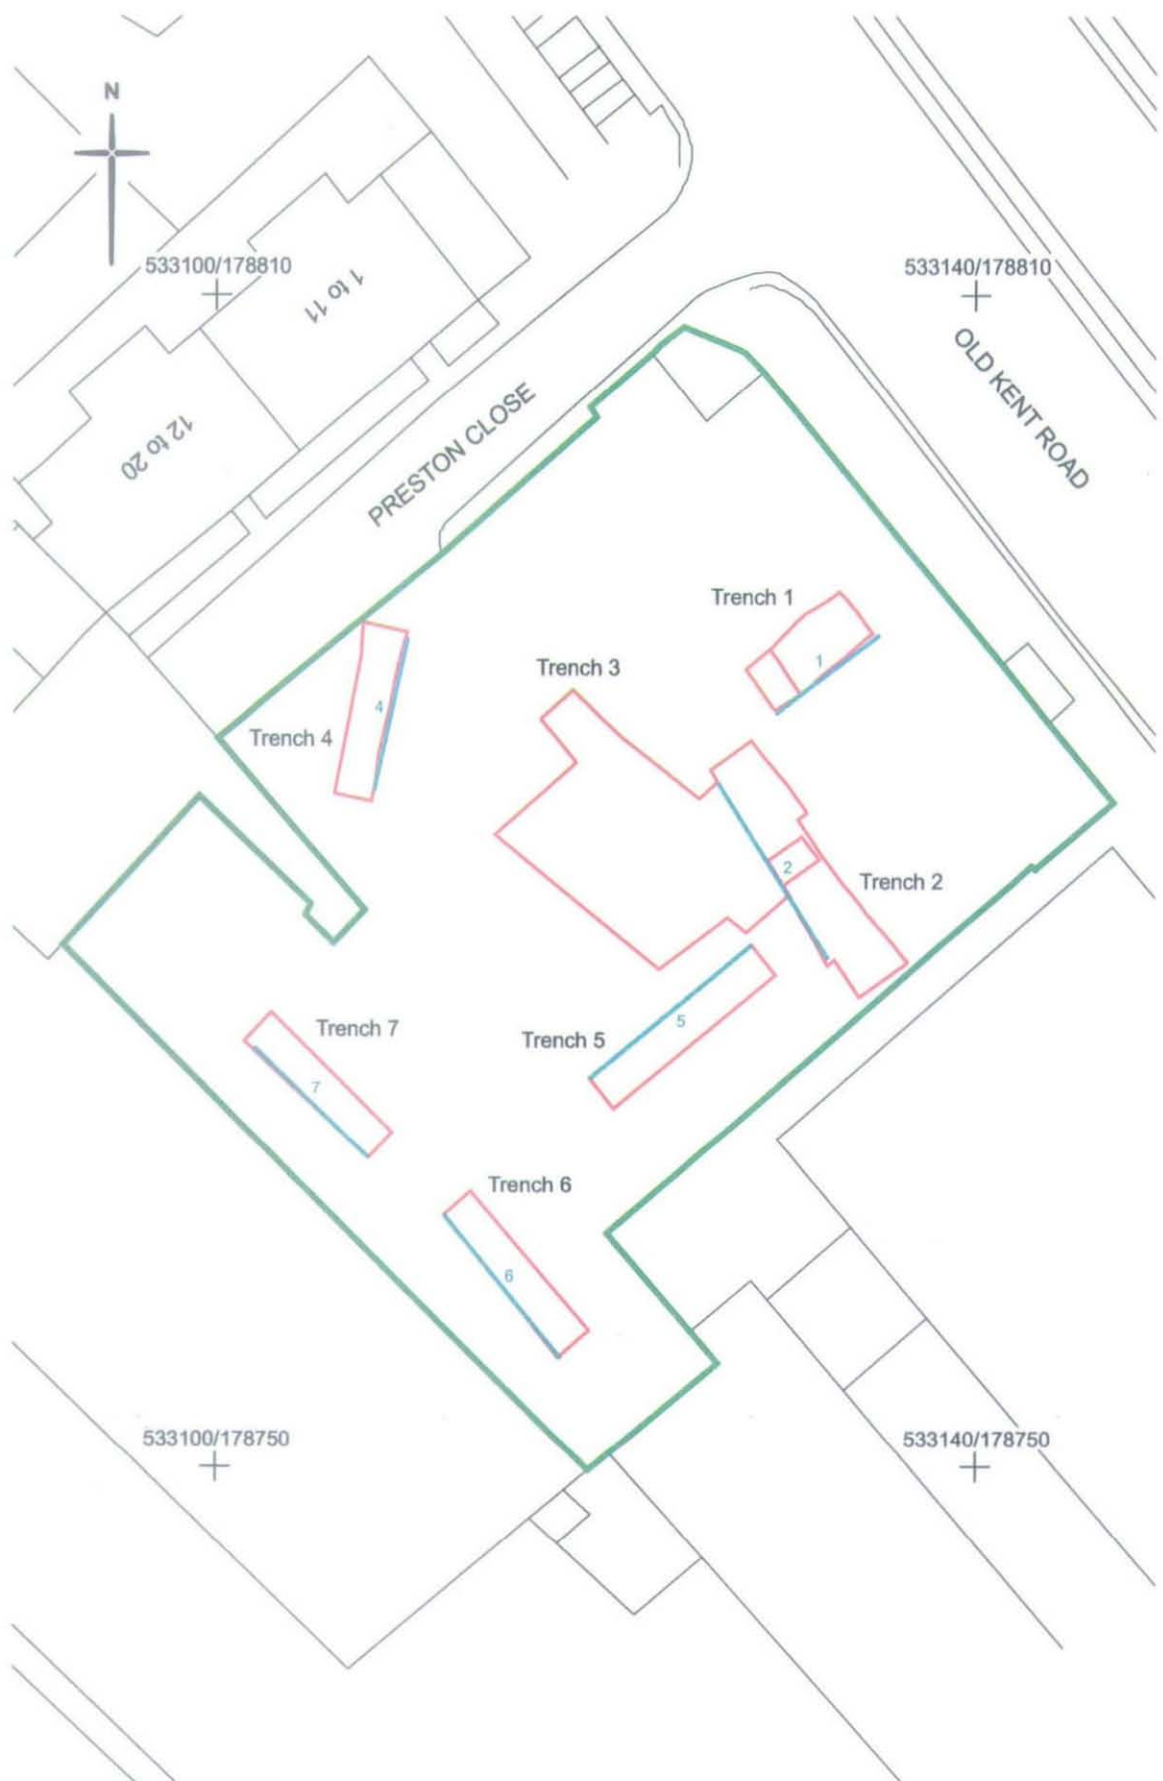 N
533100/178810
533140/178810
1 to 11
OLD KENT ROAD
12 to 20
PRESTON CLOSE
Trench 1
1
Trench 3
4
Trench 4
2
Trench 2
Trench 7
5
Trench 5
7
Trench 6
6
533100/178750
533140/178750